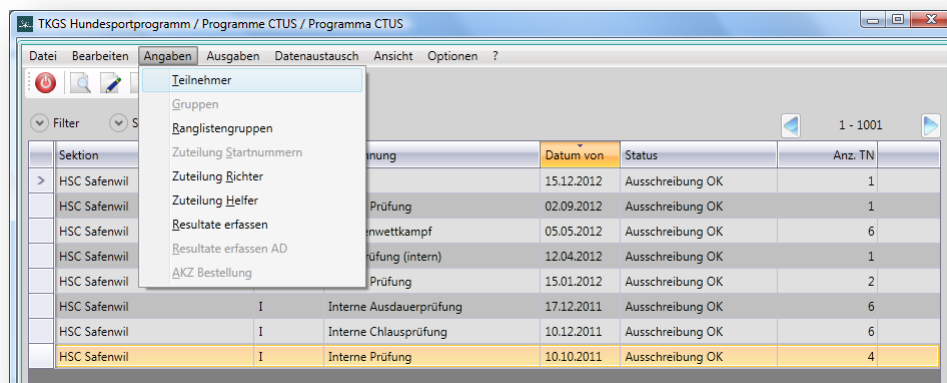 TKGS Hundesportprogramm / Programme CTUS / Programma CTUS
Datei Bearbeiten Angaben Ausgaben Datenaustausch Ansicht Optionen ?
Teilnehmer
Gruppen
Ranglistengruppen
Zuteilung Startnummern
Zuteilung Richter
Zuteilung Helfer
Resultate erfassen
Resultate erfassen AD
AKZ Bestellung
Filter S 1 - 1001
Sektion nung Datum von Status Anz. TN
> HSC Safenwil 15.12.2012 Ausschreibung OK 1
HSC Safenwil Prüfung 02.09.2012 Ausschreibung OK 1
HSC Safenwil enwettkampf 05.05.2012 Ausschreibung OK 6
HSC Safenwil rüfung (intern) 12.04.2012 Ausschreibung OK 1
HSC Safenwil Prüfung 15.01.2012 Ausschreibung OK 2
HSC Safenwil I Interne Ausdauerprüfung 17.12.2011 Ausschreibung OK 6
HSC Safenwil I Interne Chlausprüfung 10.12.2011 Ausschreibung OK 6
HSC Safenwil I Interne Prüfung 10.10.2011 Ausschreibung OK 4